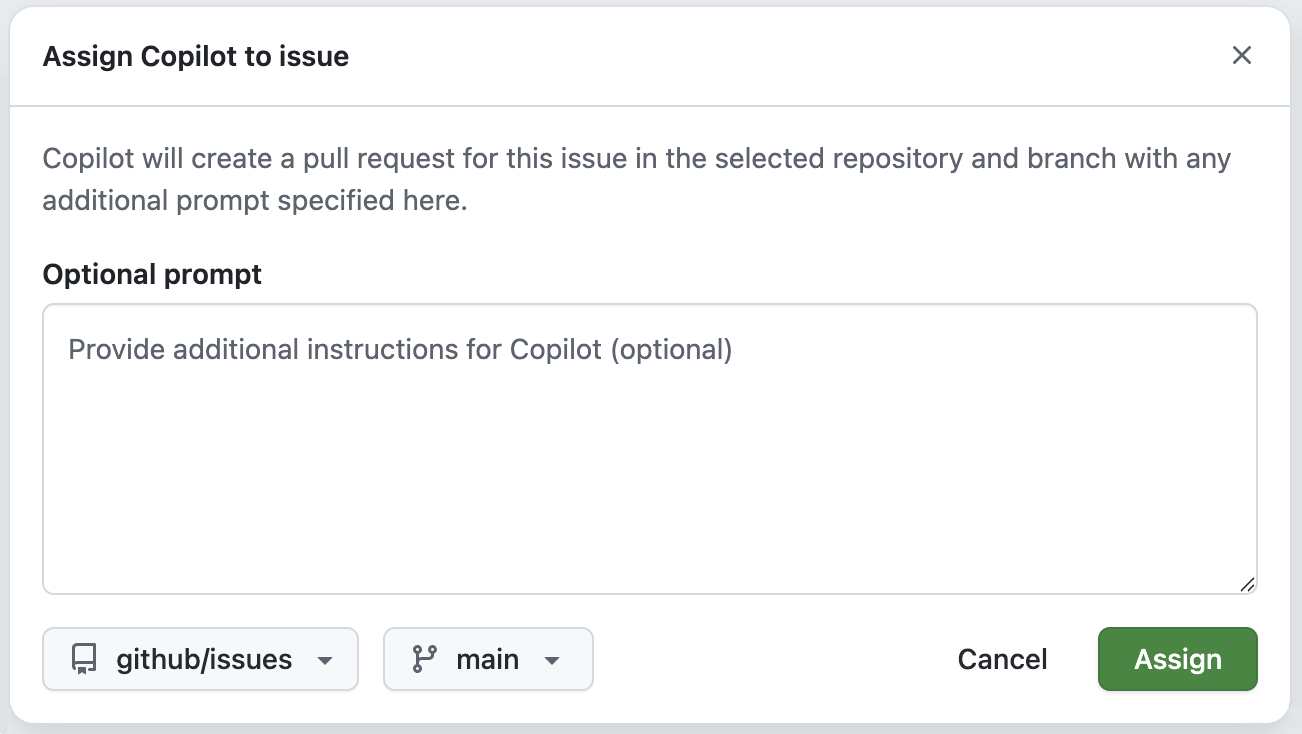 Assign Copilot to issue
Copilot will create a pull request for this issue in the selected repository and branch with any
additional prompt specified here.
Optional prompt
Provide additional instructions for Copilot (optional)
github/issues main Cancel Assign